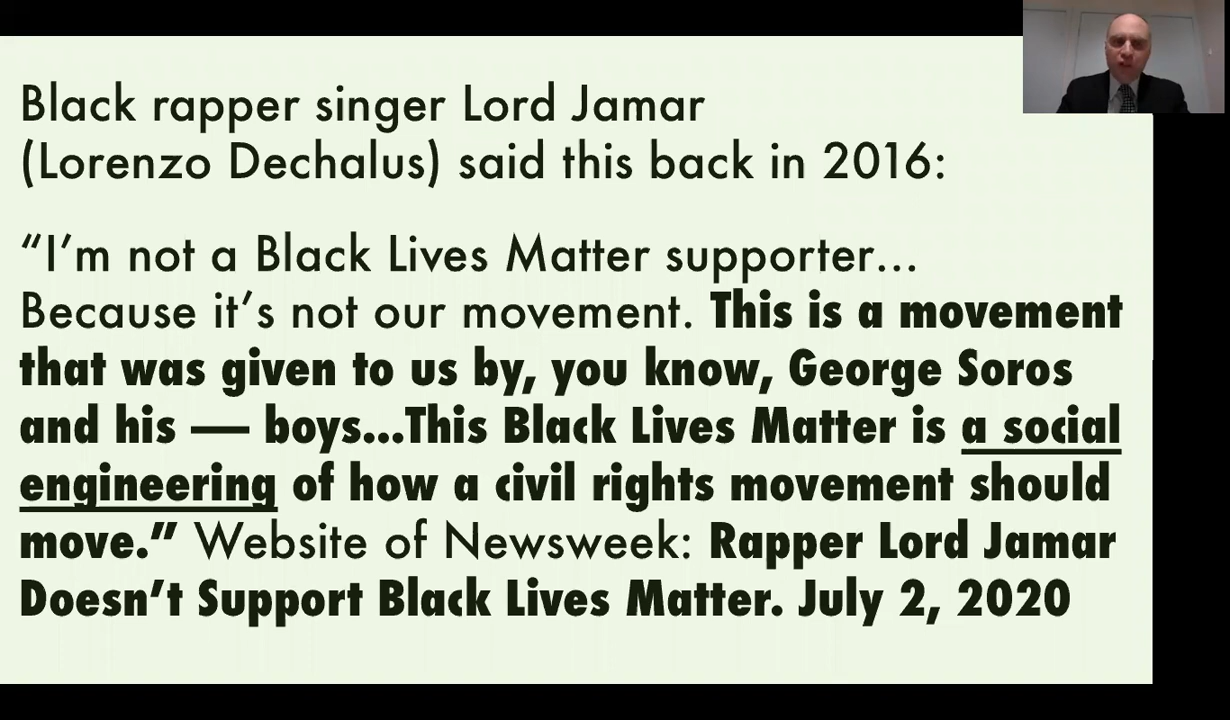 Black rapper singer Lord Jamar
(Lorenzo Dechalus) said this back in 2016:
“I’m not a Black Lives Matter supporter...
Because it’s not our movement. This is a movement
that was given to us by, you know, George Soros
and his — boys...This Black Lives Matter is a social
engineering of how a civil rights movement should
move.” Website of Newsweek: Rapper Lord Jamar
Doesn’t Support Black Lives Matter. July 2, 2020